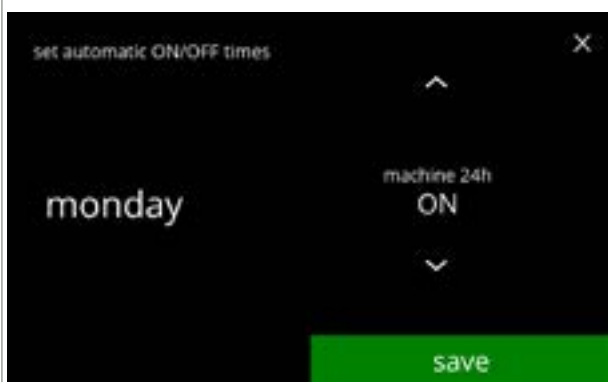 set automatic ON/OFF times
monday
machine 24h
ON
save